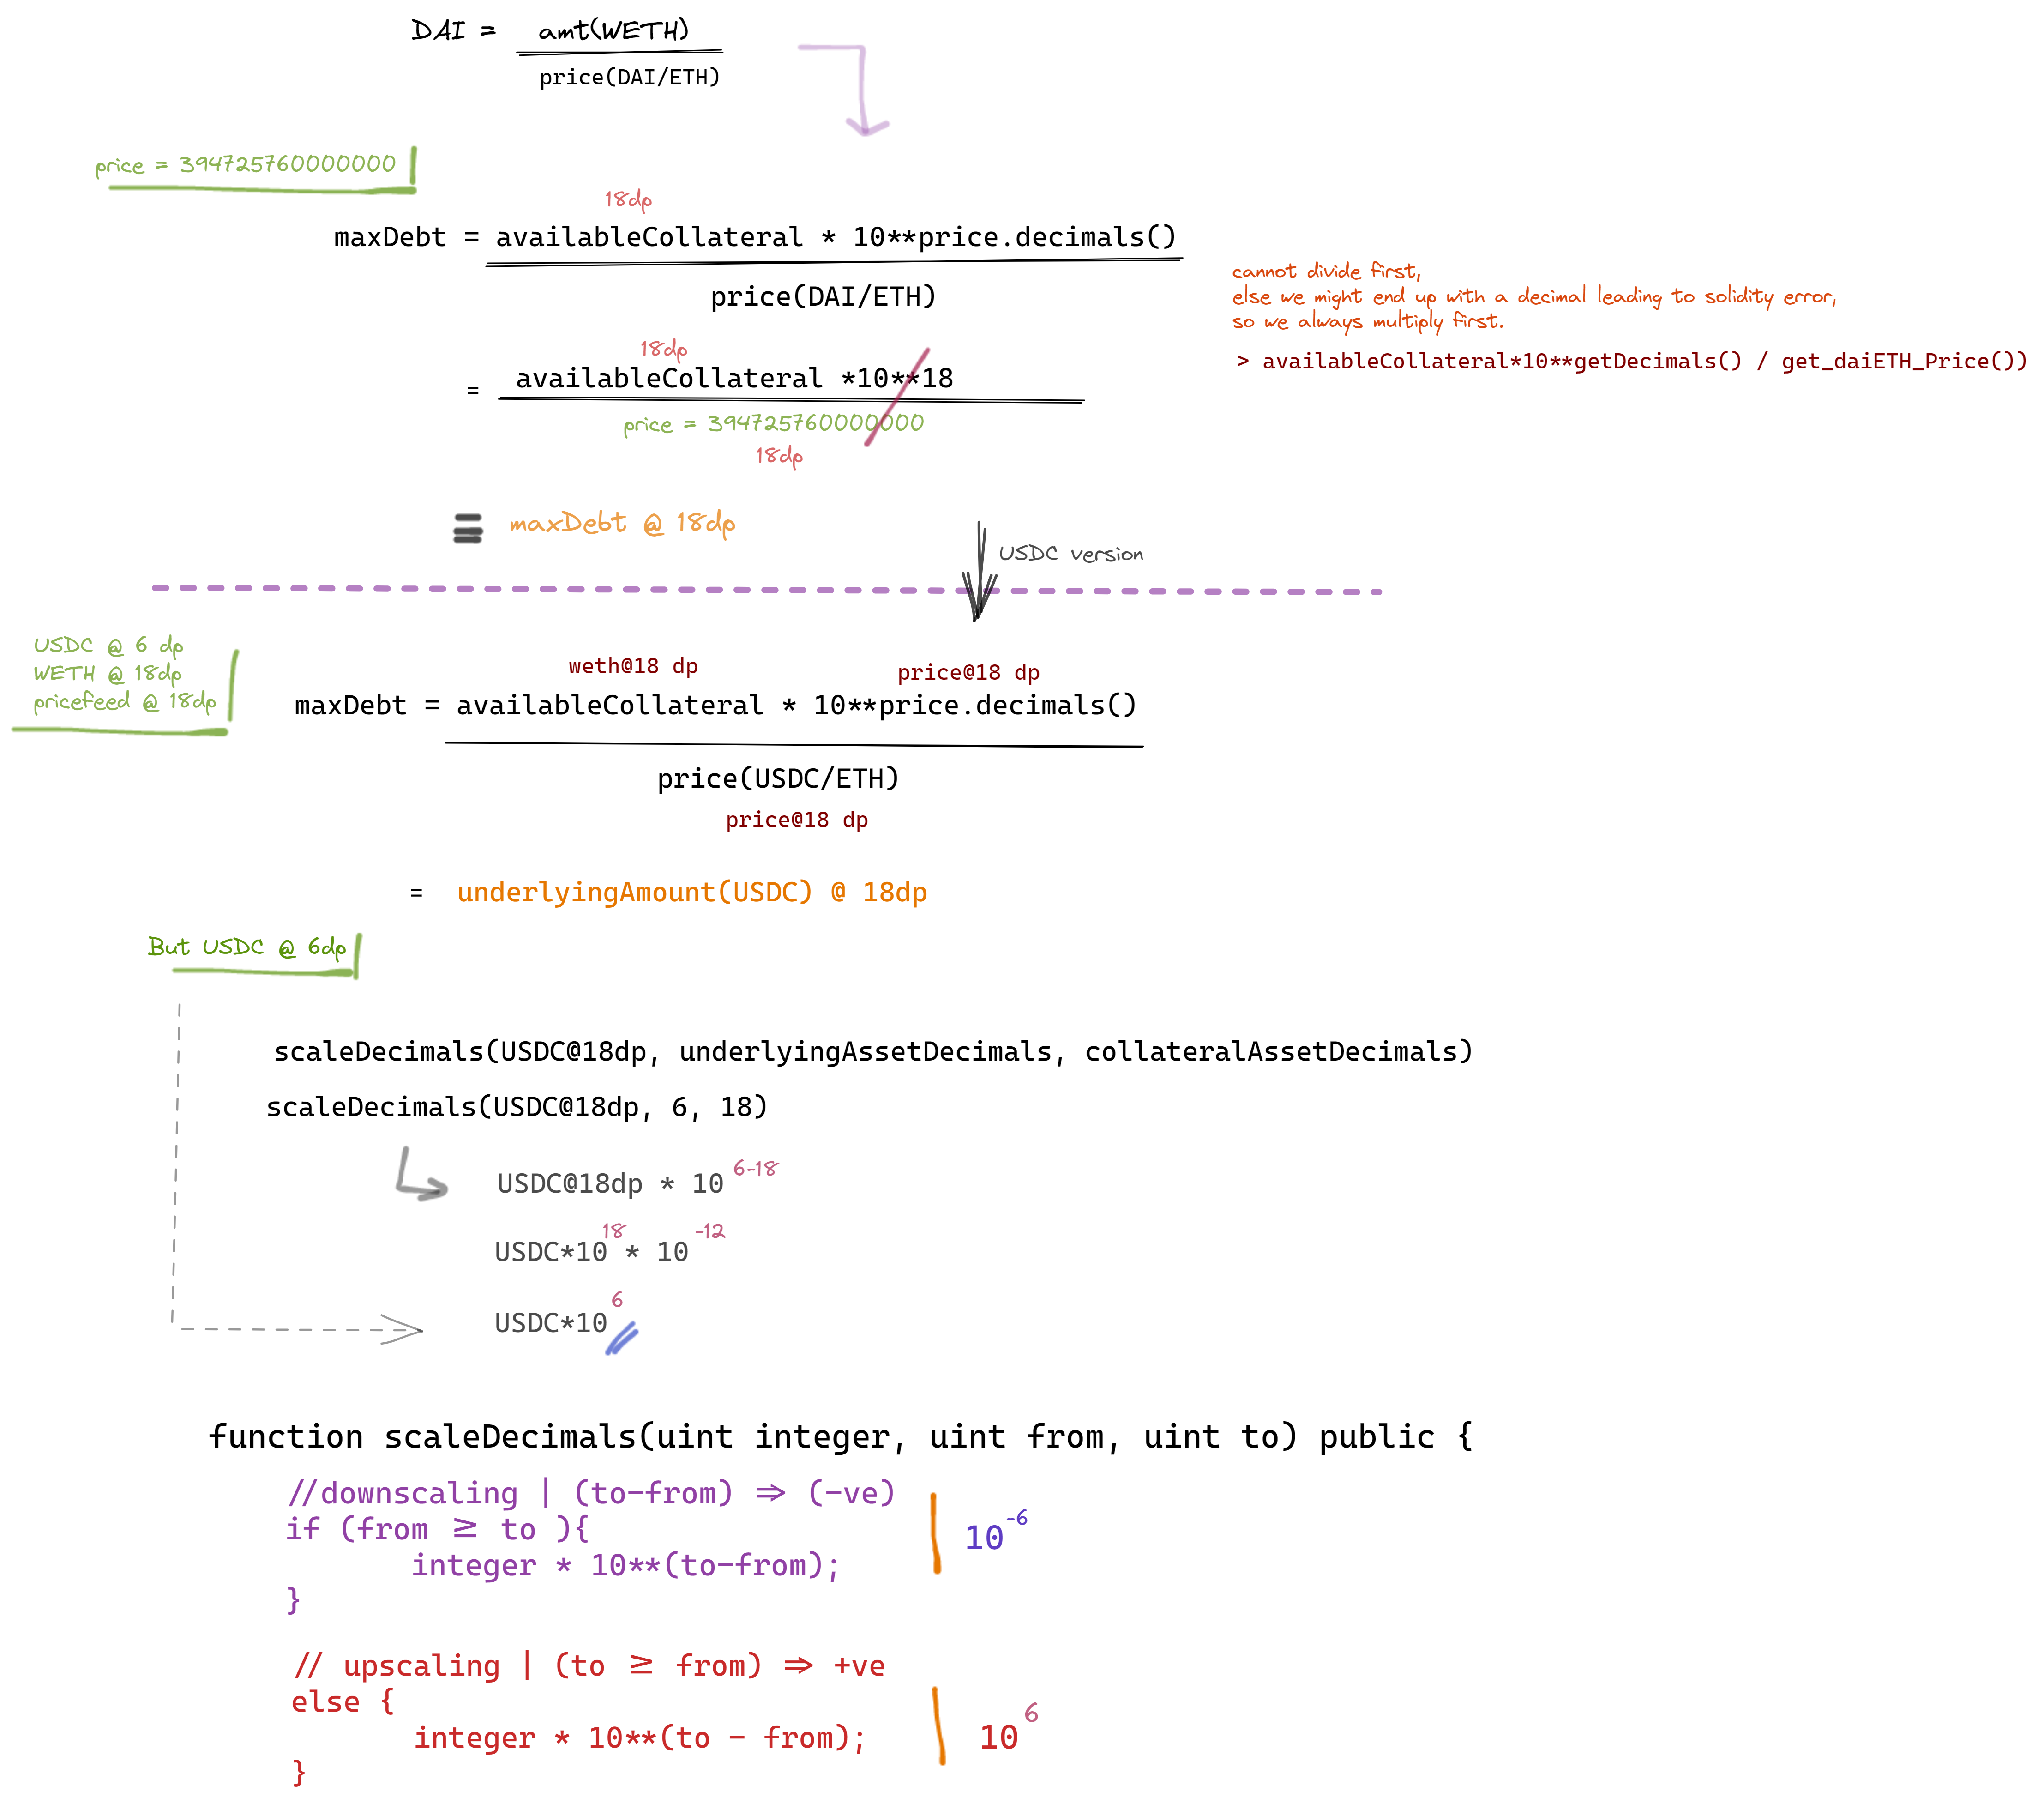 DAI = amt(WETH)
price(DAI/ETH)
price = 394725760000000
18dp
maxDebt = availableCollateral * 10**price.decimals()
price(DAI/ETH)
cannot divide first,
else we might end up with a decimal leading to solidity error,
so we always multiply first.
> availableCollateral*10**getDecimals() / get_daiETH_Price())
18dp
= availableCollateral *10**18
price = 394725760000000
18dp
≡ maxDebt @ 18dp
USDC version
USDC @ 6 dp
WETH @ 18dp
pricefeed @ 18dp
weth@18 dp
price@18 dp
maxDebt = availableCollateral * 10**price.decimals()
price(USDC/ETH)
price@18 dp
= underlyingAmount(USDC) @ 18dp
But USDC @ 6dp
scaleDecimals(USDC@18dp, underlyingAssetDecimals, collateralAssetDecimals)
scaleDecimals(USDC@18dp, 6, 18)
USDC@18dp * 10 6-18
USDC*10 18 * 10 -12
USDC*10 6
function scaleDecimals(uint integer, uint from, uint to) public {
//downscaling | (to-from) ⇒ (-ve)
if (from ≥ to ){
integer * 10**(to-from);
}
10 -6
// upscaling | (to ≥ from) ⇒ +ve
else {
integer * 10**(to - from);
}
10 6